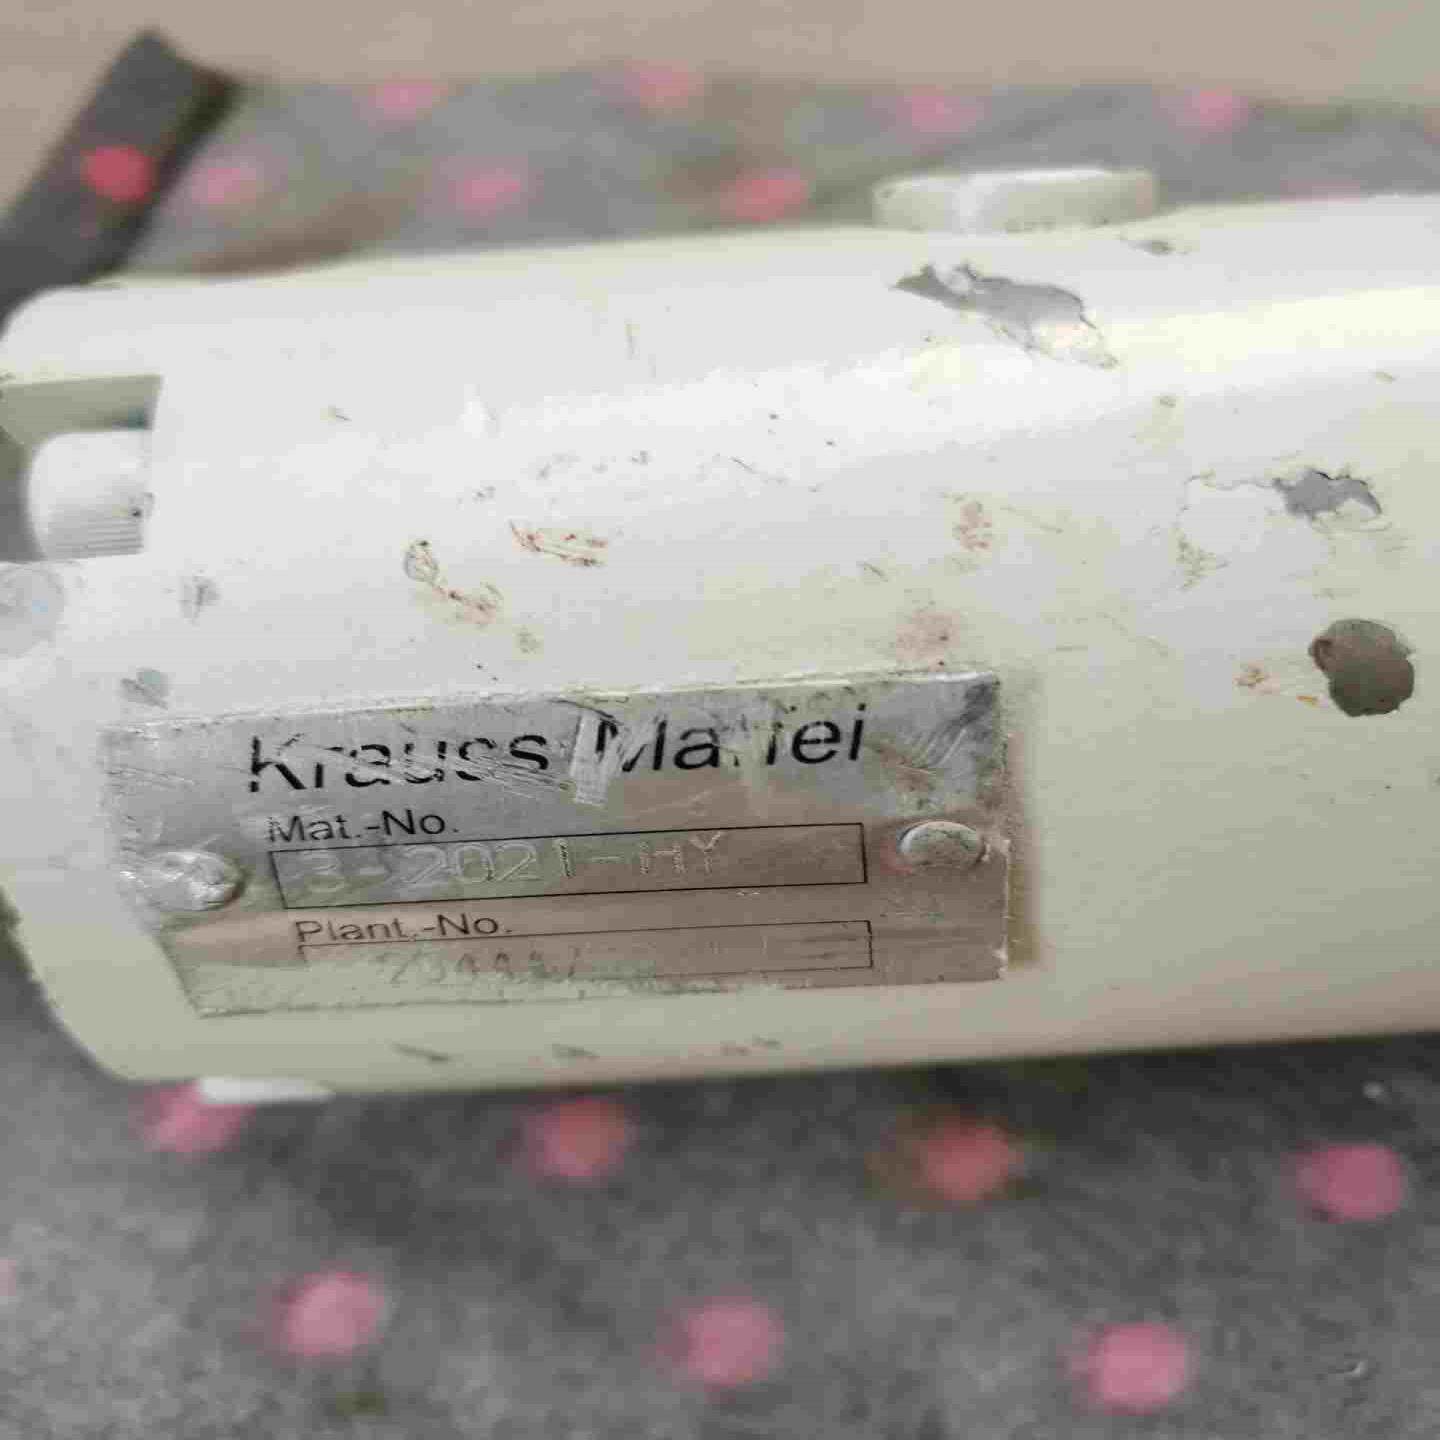 Krauss Maffei
Mat.-No.
3-2021-HY
Plant.-No.